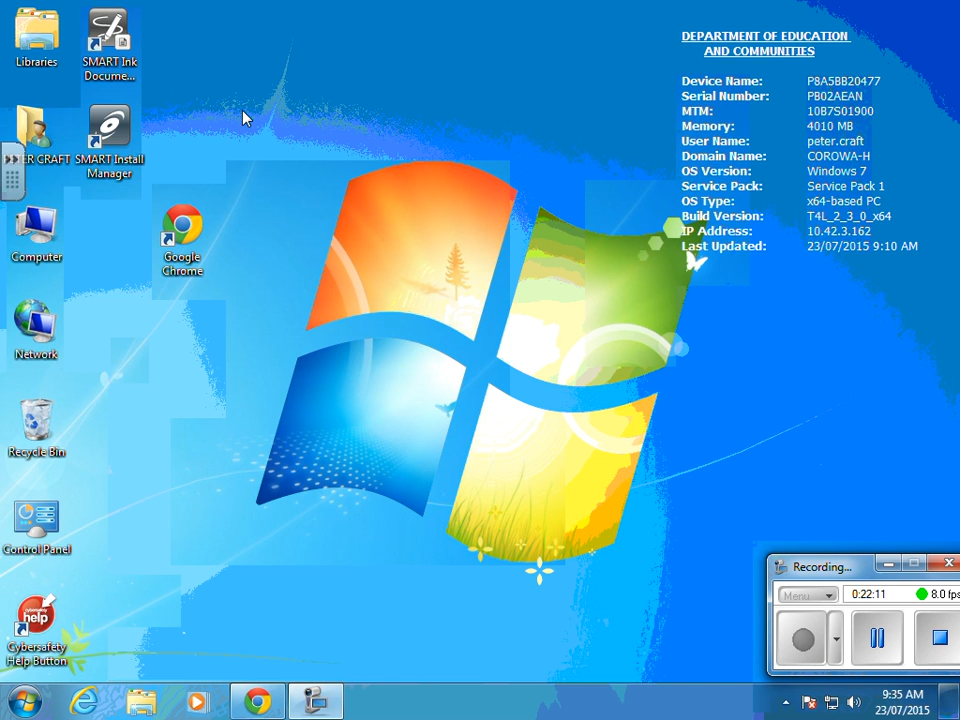 Libraries
SMART Ink
Docume...
ER CRAFT
SMART Install
Manager
Computer
Google
Chrome
Network
Recycle Bin
Control Panel
Cybersafety
help
Cybersafety
Help Button
DEPARTMENT OF EDUCATION
AND COMMUNITIES
Device Name: P8A5BB20477
Serial Number: PB02AEAN
MTM: 10B7S01900
Memory: 4010 MB
User Name: peter.craft
Domain Name: COROWA-H
OS Version: Windows 7
Service Pack: Service Pack 1
OS Type: x64-based PC
Build Version: T4L_2_3_0_x64
IP Address: 10.42.3.162
Last Updated: 23/07/2015 9:10 AM
Recording...
Menu 0:22:11 8.0 fps
9:35 AM
23/07/2015